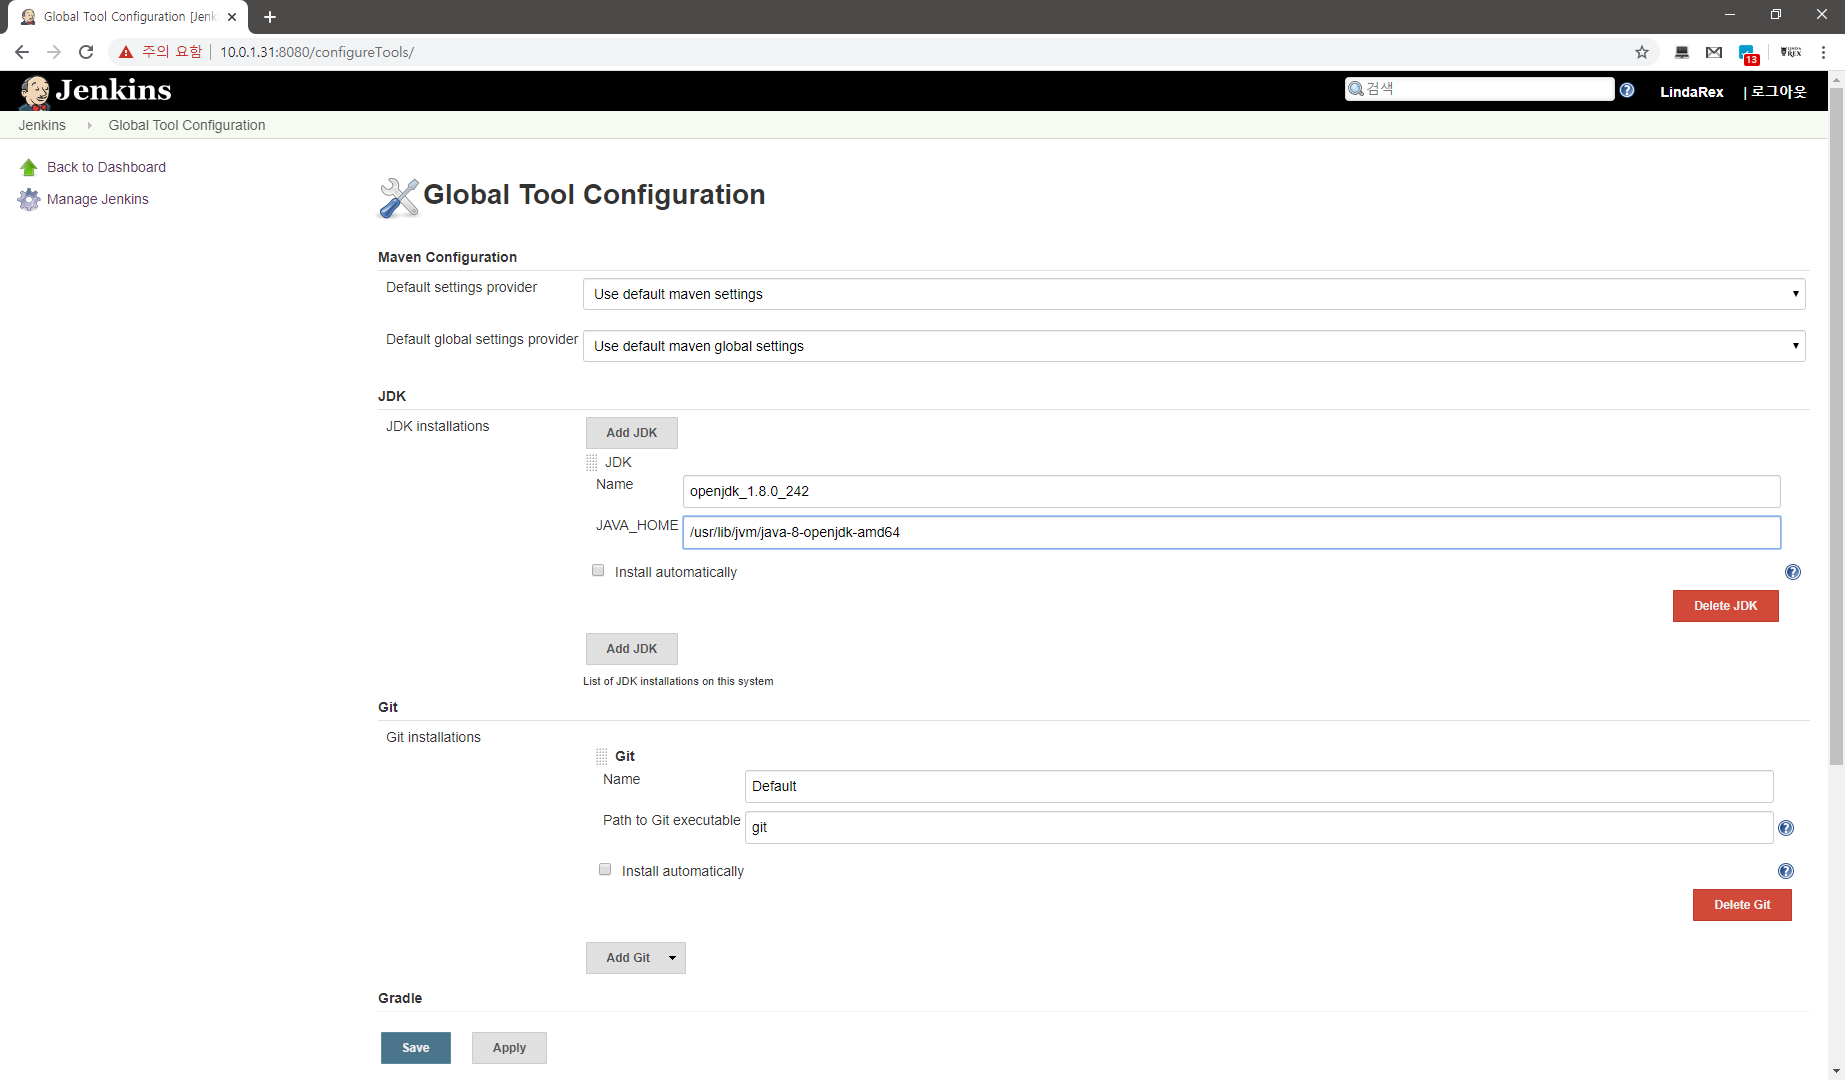 Global Tool Configuration [Jenk
주의 요함
10.0.1.31:8080/configureTools/
13
REX
Jenkins
검색
LindaRex
| 로그아웃
Jenkins
Global Tool Configuration
Back to Dashboard
Manage Jenkins
Global Tool Configuration
Maven Configuration
Default settings provider
Use default maven settings
Default global settings provider
Use default maven global settings
JDK
JDK installations
Add JDK
JDK
Name
openjdk_1.8.0_242
JAVA_HOME
/usr/lib/jvm/java-8-openjdk-amd64
Install automatically
Delete JDK
Add JDK
List of JDK installations on this system
Git
Git installations
Git
Name
Default
Path to Git executable
git
Install automatically
Delete Git
Add Git
Gradle
Save
Apply